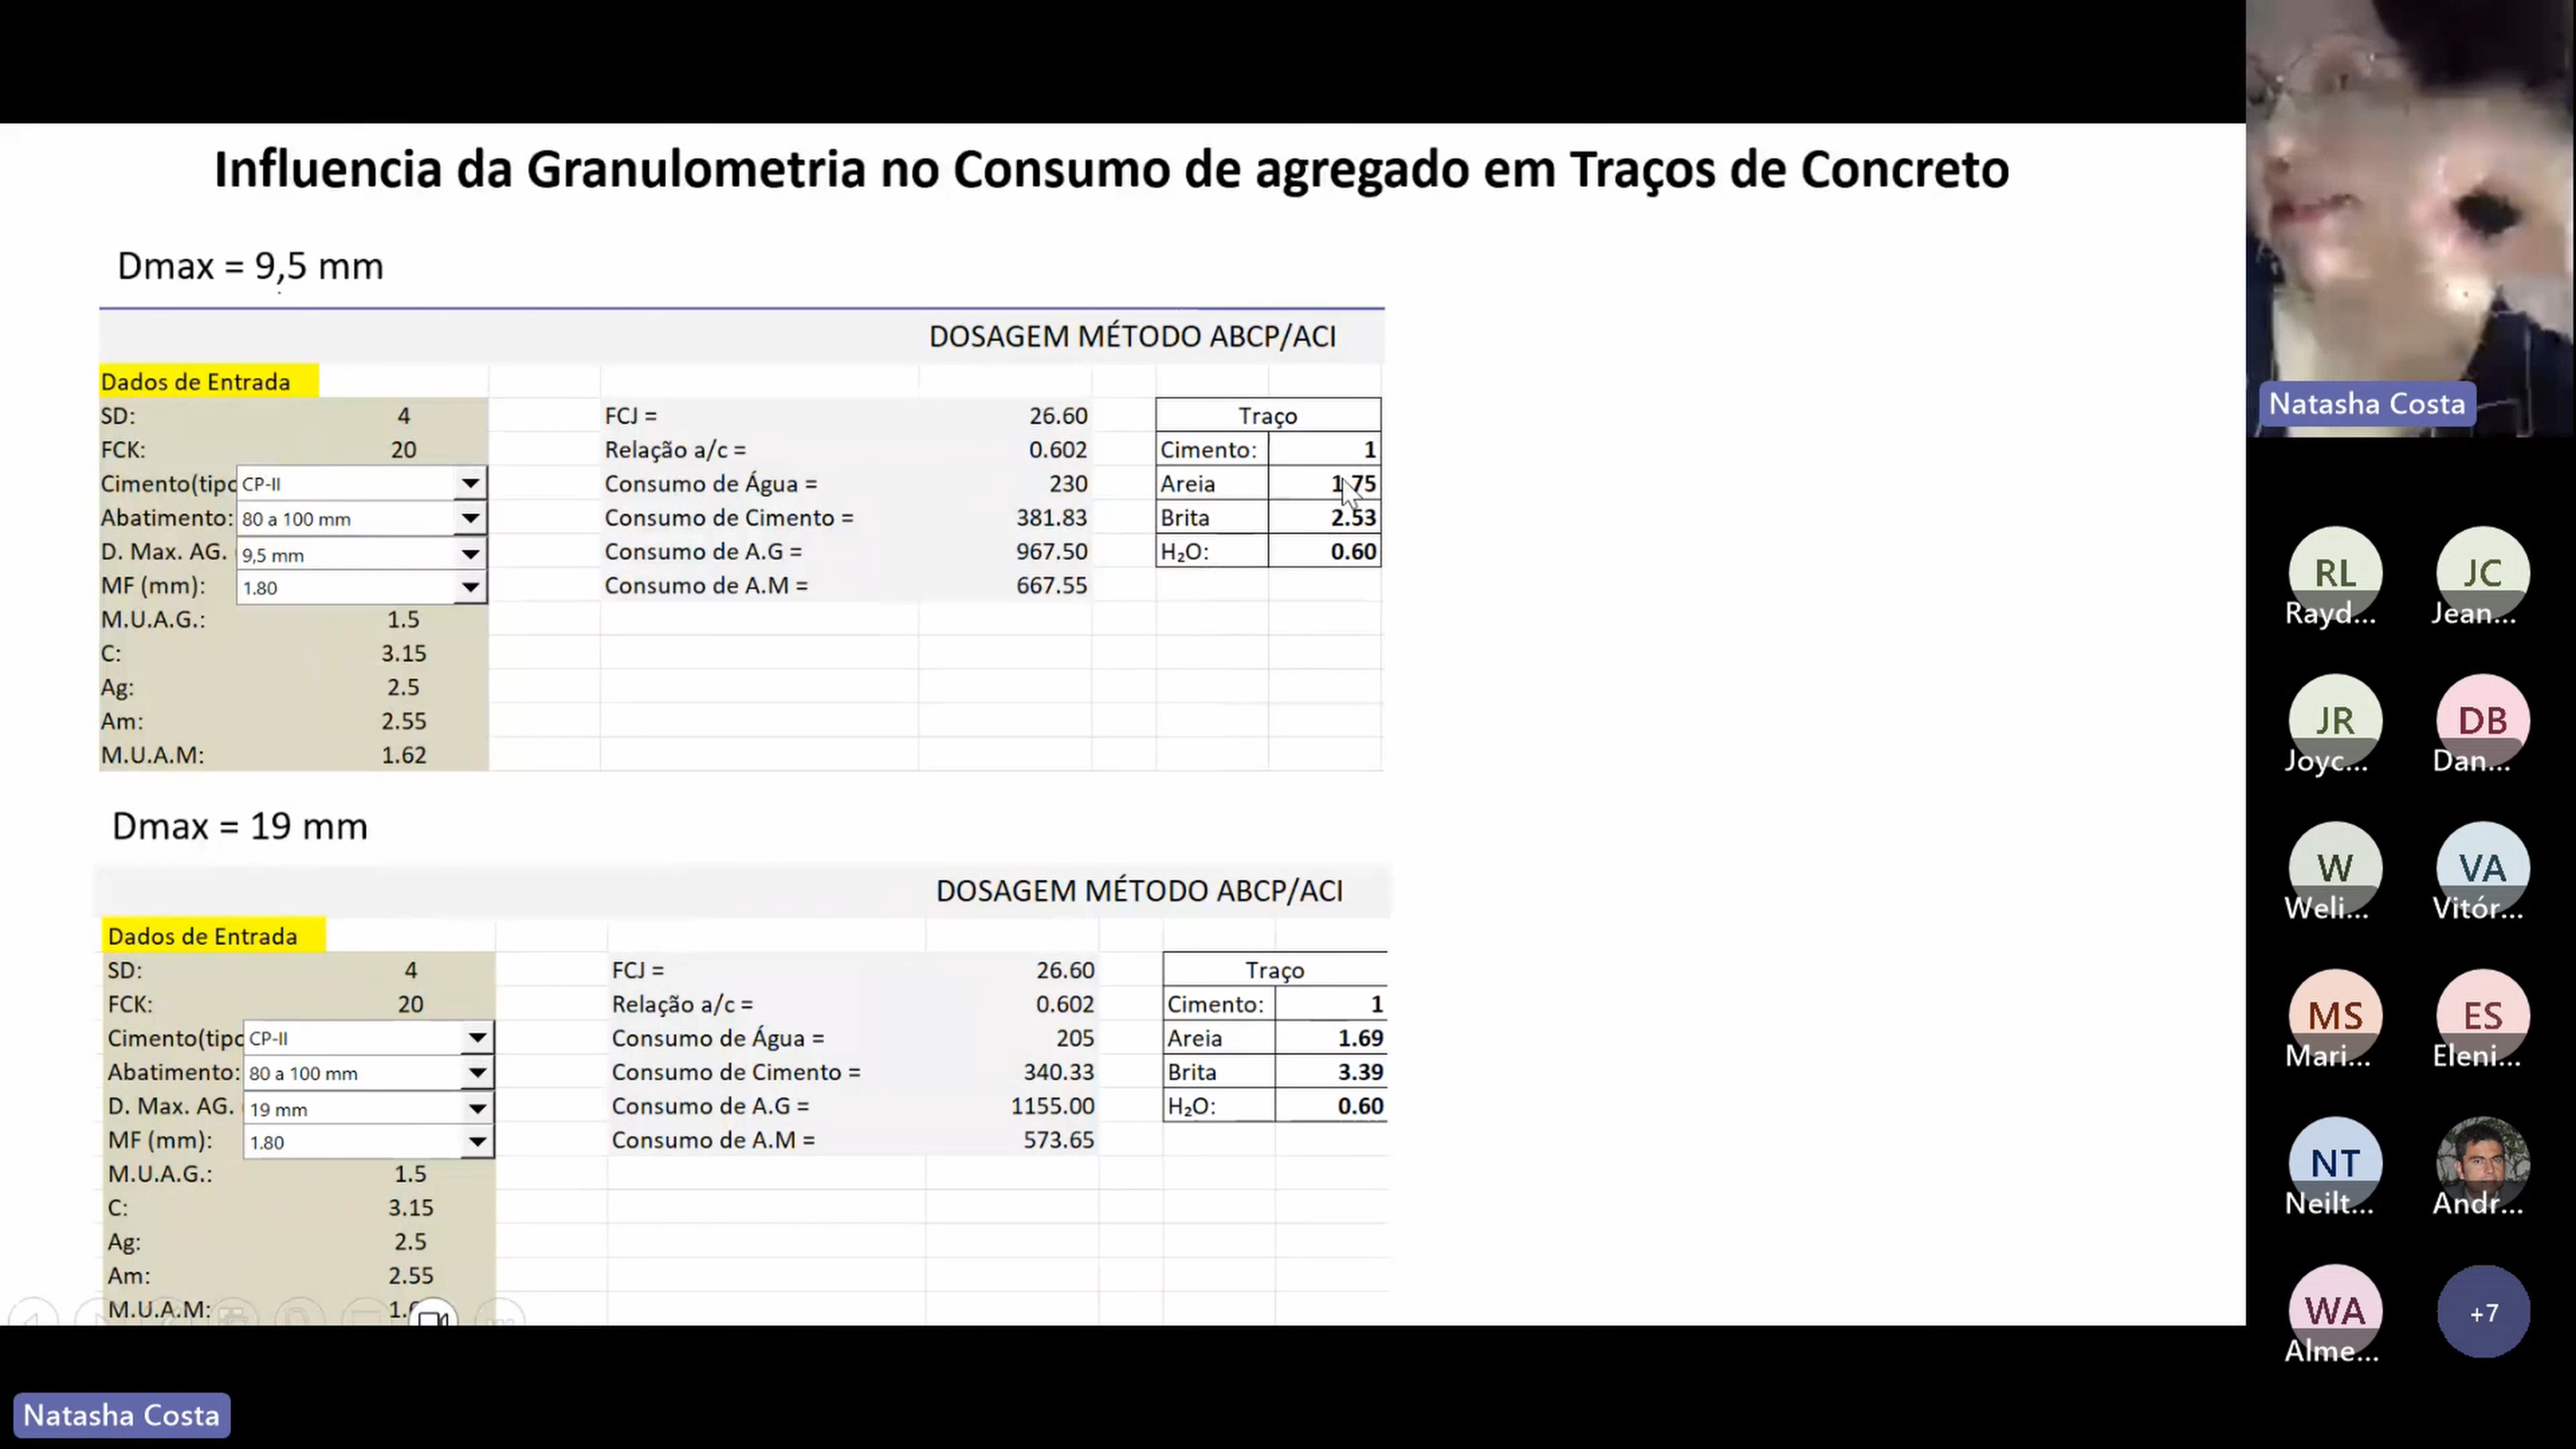 Influencia da Granulometria no Consumo de agregado em Traços de Concreto
Dmax = 9,5 mm
DOSAGEM MÉTODO ABCP/ACI
Dados de Entrada
SD: 4 FCJ = 26.60 Traço
FCK: 20 Relação a/c = 0.602 Cimento: 1
Cimento(tipo CP-II Consumo de Água = 230 Areia 1.75
Abatimento: 80 a 100 mm Consumo de Cimento = 381.83 Brita 2.53
D. Max. AG. 9,5 mm Consumo de A.G = 967.50 H₂O: 0.60
MF (mm): 1.80 Consumo de A.M = 667.55
M.U.A.G.: 1.5
C: 3.15
Ag: 2.5
Am: 2.55
M.U.A.M: 1.62
Dmax = 19 mm
DOSAGEM MÉTODO ABCP/ACI
Dados de Entrada
SD: 4 FCJ = 26.60 Traço
FCK: 20 Relação a/c = 0.602 Cimento: 1
Cimento(tipo CP-II Consumo de Água = 205 Areia 1.69
Abatimento: 80 a 100 mm Consumo de Cimento = 340.33 Brita 3.39
D. Max. AG. 19 mm Consumo de A.G = 1155.00 H₂O: 0.60
MF (mm): 1.80 Consumo de A.M = 573.65
M.U.A.G.: 1.5
C: 3.15
Ag: 2.5
Am: 2.55
M.U.A.M:
Natasha Costa
Natasha Costa
RL JC
Rayd... Jean...
JR DB
Joyc... Dan...
W VA
Weli... Vitór...
MS ES
Mari... Eleni...
NT
Neilt... Andr...
WA +7
Alme...